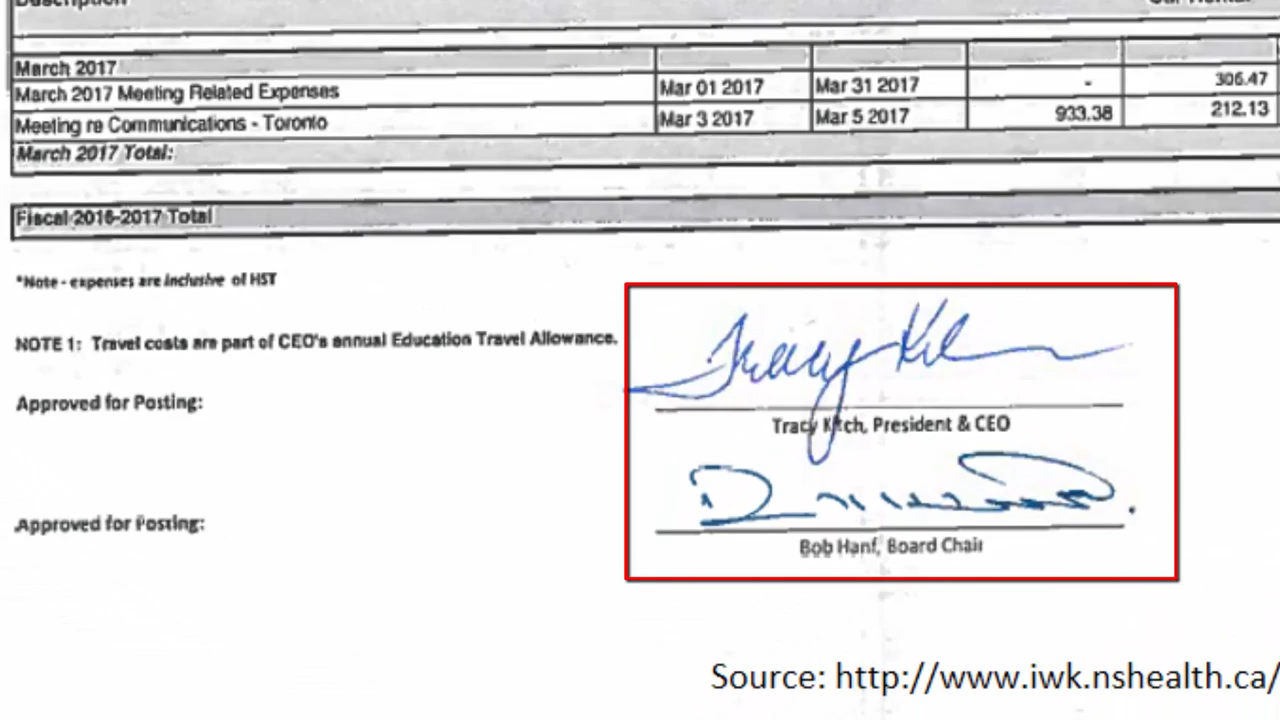 Description
March 2017
March 2017 Meeting Related Expenses Mar 01 2017 Mar 31 2017 - 306.47
Meeting re Communications - Toronto Mar 3 2017 Mar 5 2017 933.38 212.13
March 2017 Total:
Fiscal 2016-2017 Total
*Note - expenses are inclusive of HST
NOTE 1: Travel costs are part of CEO's annual Education Travel Allowance.
Approved for Posting:
Tracy Kitch, President & CEO
Approved for Posting:
Bob Hanf, Board Chair
Source: http://www.iwk.nshealth.ca/